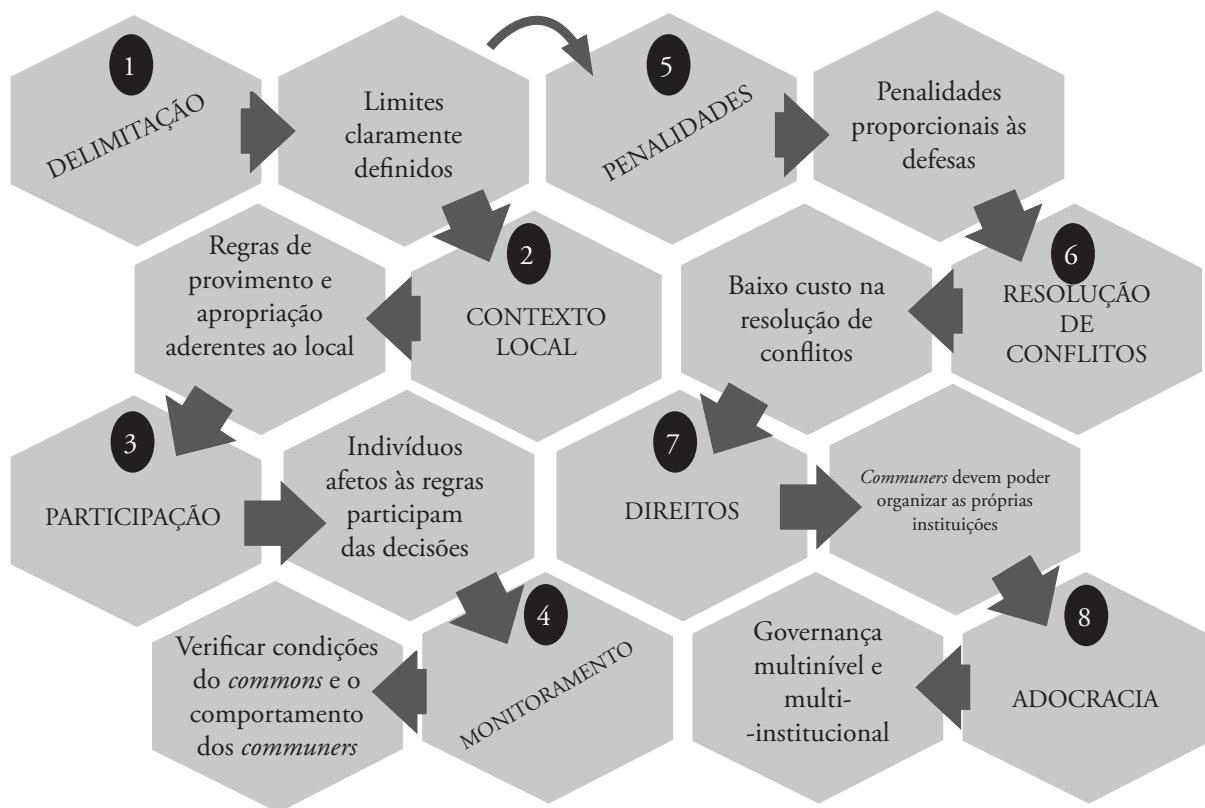 1
DELIMITAÇÃO
Limites
claramente
definidos
2
CONTEXTO
LOCAL
Regras de
provimento e
apropriação
aderentes ao local
3
PARTICIPAÇÃO
Indivíduos
afetos às regras
participam
das decisões
4
MONITORAMENTO
Verificar condições
do commons e o
comportamento
dos communers
5
PENALIDADES
Penalidades
proporcionais às
defesas
6
RESOLUÇÃO
DE
CONFLITOS
Baixo custo na
resolução de
conflitos
7
DIREITOS
Communers devem poder
organizar as próprias
instituições
8
ADOCRACIA
Governança
multinível e
multi-
-institucional